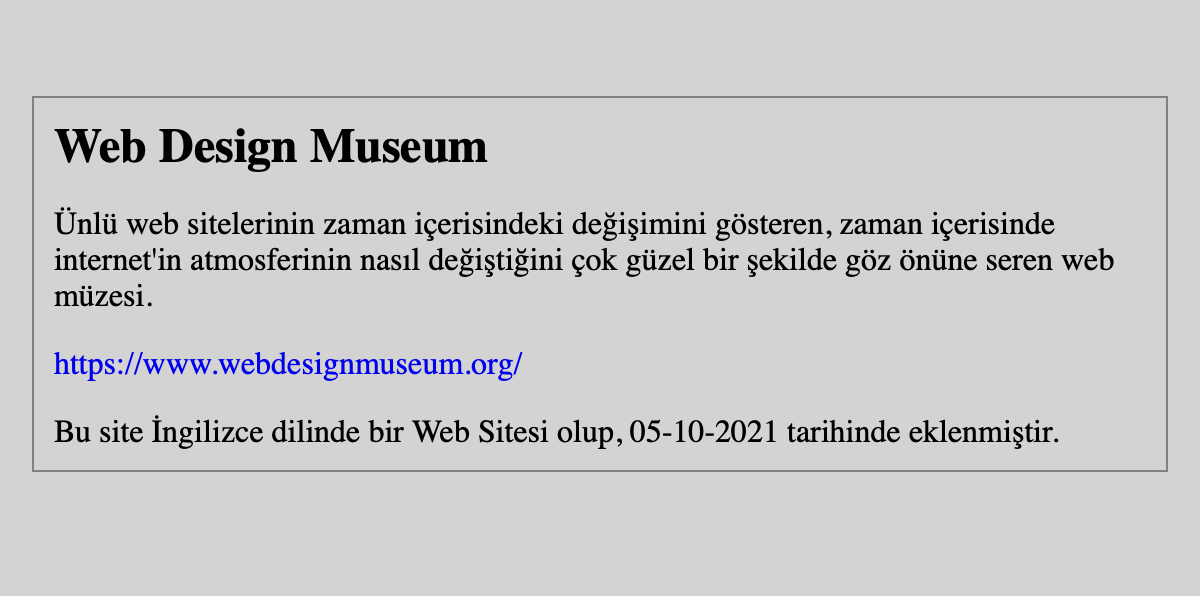 Web Design Museum
Ünlü web sitelerinin zaman içerisindeki değişimini gösteren, zaman içerisinde
internet'in atmosferinin nasıl değiştiğini çok güzel bir şekilde göz önüne seren web
müzesi.
https://www.webdesignmuseum.org/
Bu site İngilizce dilinde bir Web Sitesi olup, 05-10-2021 tarihinde eklenmiştir.